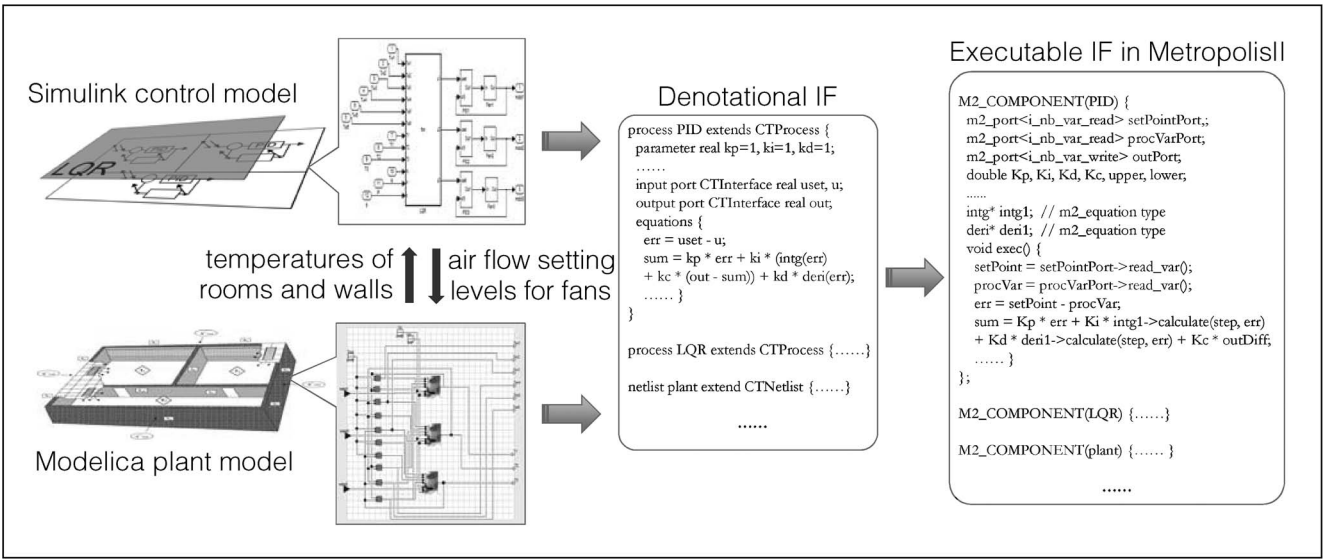 Simulink control model
LQR
temperatures of
rooms and walls
air flow setting
levels for fans
Modelica plant model
Denotational IF
process PID extends CTProcess {
parameter real kp=1, ki=1, kd=1;
……
input port CTInterface real uset, u;
output port CTInterface real out;
equations {
err = uset - u;
sum = kp * err + ki * (intg(err)
+ kc * (out - sum)) + kd * deri(err);
…… }
}
process LQR extends CTProcess {……}
netlist plant extend CTNetlist {……}
……
Executable IF in MetropolisII
M2_COMPONENT(PID) {
m2_port<i_nb_var_read> setPointPort,;
m2_port<i_nb_var_read> procVarPort;
m2_port<i_nb_var_write> outPort;
double Kp, Ki, Kd, Kc, upper, lower;
......
intg* intg1; // m2_equation type
deri* deri1; // m2_equation type
void exec() {
setPoint = setPointPort->read_var();
procVar = procVarPort->read_var();
err = setPoint - procVar;
sum = Kp * err + Ki * intg1->calculate(step, err)
+ Kd * deri1->calculate(step, err) + Kc * outDiff;
…… }
};
M2_COMPONENT(LQR) {……}
M2_COMPONENT(plant) {…… }
……